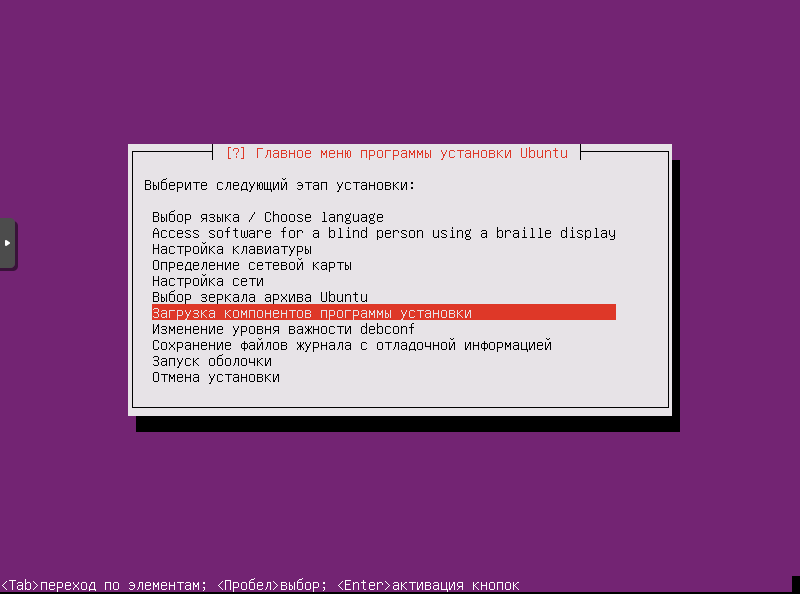 [?] Главное меню программы установки Ubuntu
Выберите следующий этап установки:
Выбор языка / Choose language
Access software for a blind person using a braille display
Настройка клавиатуры
Определение сетевой карты
Настройка сети
Выбор зеркала архива Ubuntu
Загрузка компонентов программы установки
Изменение уровня важности debconf
Сохранение файлов журнала с отладочной информацией
Запуск оболочки
Отмена установки
<Tab>переход по элементам; <Пробел>выбор; <Enter>активация кнопок